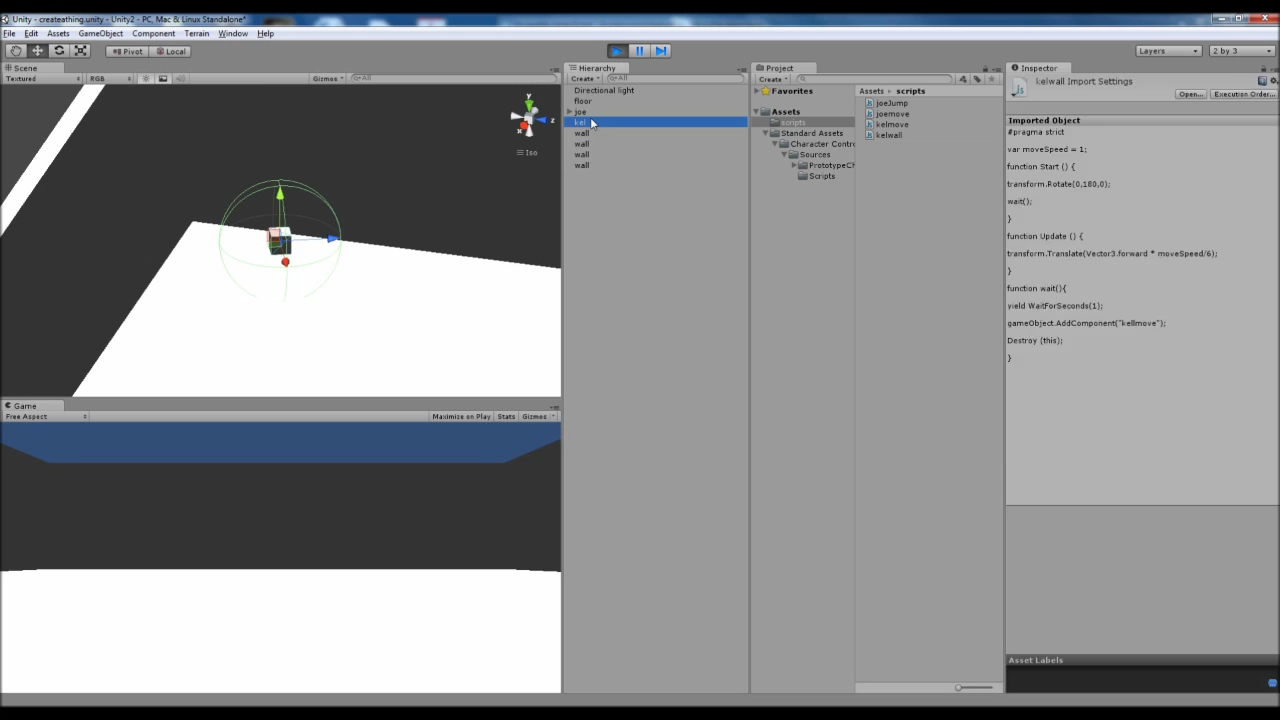 Unity - createathing.unity - Unity2 - PC, Mac & Linux Standalone*
File Edit Assets GameObject Component Terrain Window Help
Pivot Local Layers 2 by 3
Scene
Textured RGB Gizmos All
Hierarchy
Create All
Directional light
floor
joe
kel
wall
wall
wall
wall
y
z
x
Iso
Project
Create
Favorites
Assets
scripts
Standard Assets
Character Contro
Sources
PrototypeCh
Scripts
Assets scripts
joeJump
joemove
kelmove
kelwall
Inspector
kelwall Import Settings
Open... Execution Order...
Imported Object
#pragma strict
var moveSpeed = 1;
function Start () {
transform.Rotate(0,180,0);
wait();
}
function Update () {
transform.Translate(Vector3.forward * moveSpeed/6);
}
function wait(){
yield WaitForSeconds(1);
gameObject.AddComponent("kellmove");
Destroy (this);
}
Asset Labels
Game
Free Aspect Maximize on Play Stats Gizmos